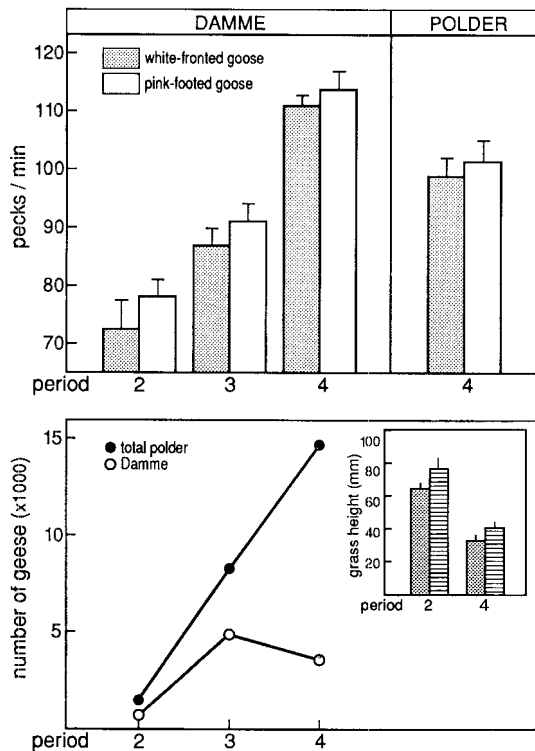 DAMME POLDER
120
110
100
90
80
70
pecks / min
white-fronted goose
pink-footed goose
period 2 3 4 4
15
10
5
number of geese (x1000)
total polder
Damme
period 2 3 4
100
80
60
40
20
grass height (mm)
period 2 4